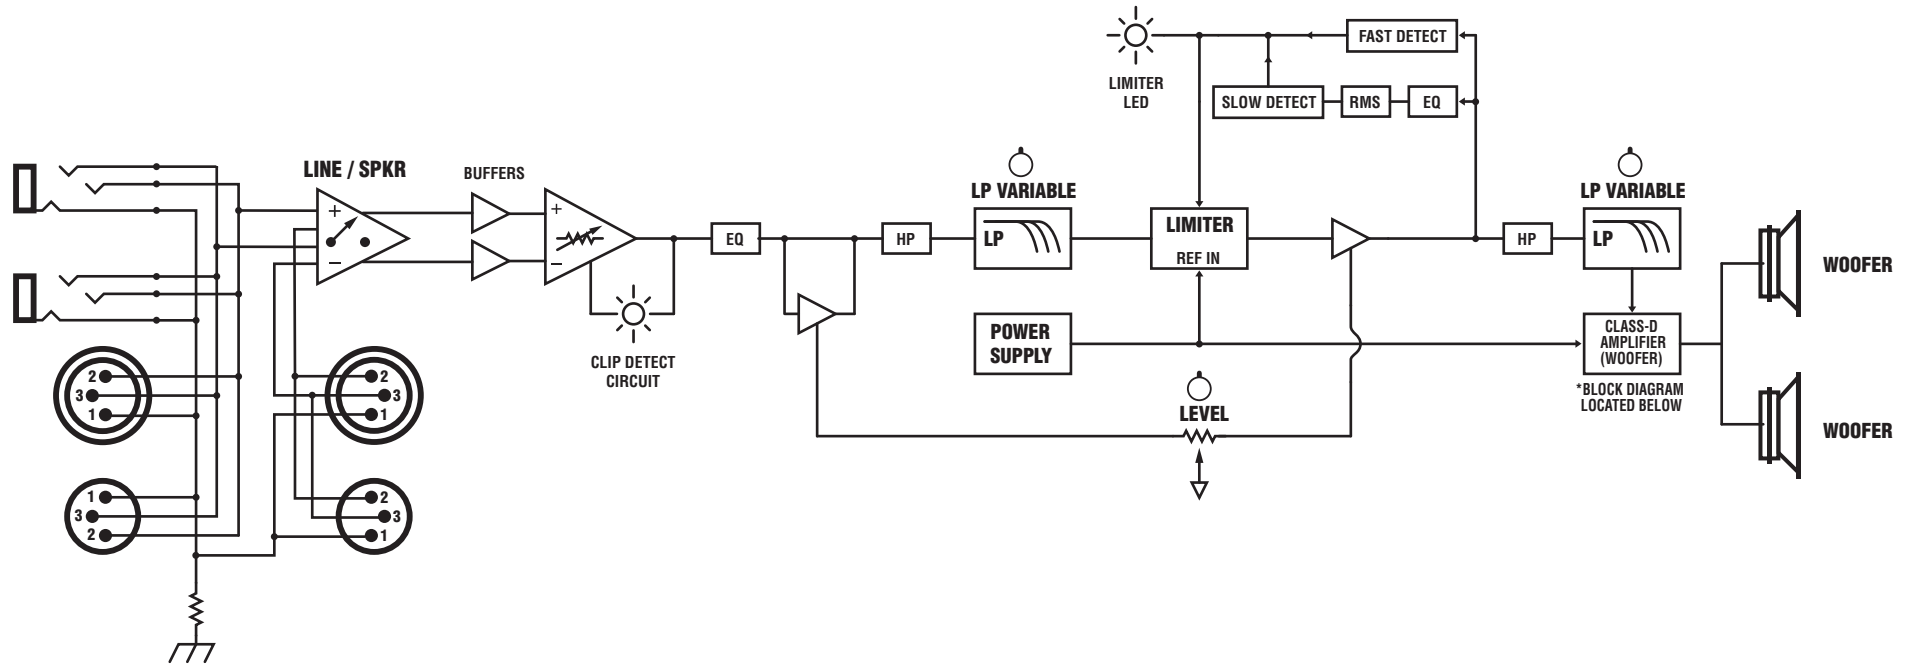 LIMITER
LED
FAST DETECT
SLOW DETECT
RMS
EQ
LINE / SPKR
BUFFERS
+
−
+
−
CLIP DETECT
CIRCUIT
EQ
HP
LP VARIABLE
LP
LIMITER
REF IN
HP
LP VARIABLE
LP
POWER
SUPPLY
CLASS-D
AMPLIFIER
(WOOFER)
*BLOCK DIAGRAM
LOCATED BELOW
LEVEL
WOOFER
WOOFER
2
3
1
2
3
1
1
3
2
2
3
1